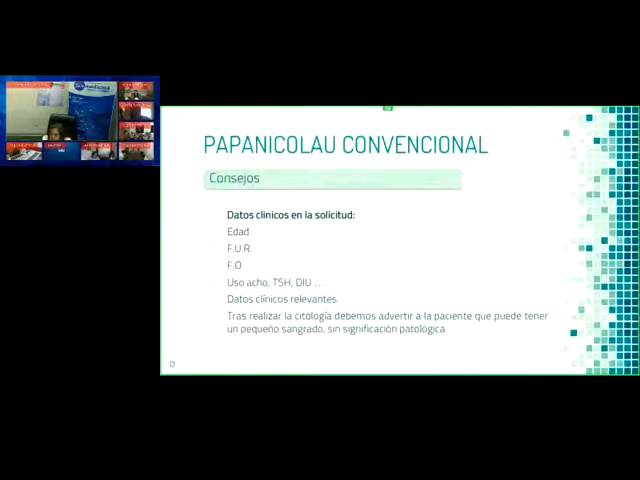 PAPANICOLAU CONVENCIONAL
Consejos
Datos clínicos en la solicitud:
Edad
F.U.R.
F.O.
Uso acho, TSH, DIU ...
Datos clínicos relevantes
Tras realizar la citología debemos advertir a la paciente que puede tener
un pequeño sangrado, sin significación patológica.